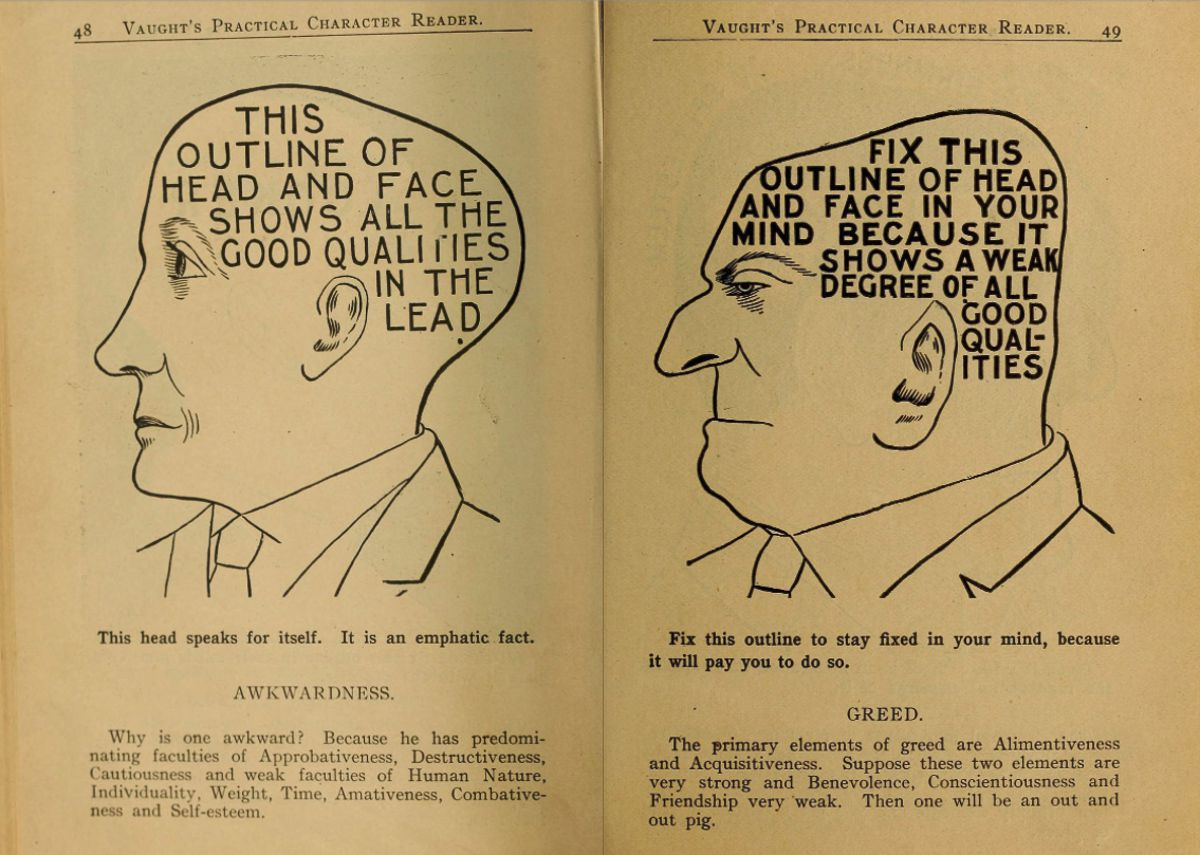 48 VAUGHT'S PRACTICAL CHARACTER READER.
THIS
OUTLINE OF
HEAD AND FACE
SHOWS ALL THE
GOOD QUALITIES
IN THE
LEAD
This head speaks for itself. It is an emphatic fact.
AWKWARDNESS.
Why is one awkward? Because he has predomi-
nating faculties of Approbativeness, Destructiveness,
Cautiousness and weak faculties of Human Nature,
Individuality, Weight, Time, Amativeness, Combative-
ness and Self-esteem.
VAUGHT'S PRACTICAL CHARACTER READER. 49
FIX THIS
OUTLINE OF HEAD
AND FACE IN YOUR
MIND BECAUSE IT
SHOWS A WEAK
DEGREE OF ALL
GOOD
QUAL-
ITIES
Fix this outline to stay fixed in your mind, because
it will pay you to do so.
GREED.
The primary elements of greed are Alimentiveness
and Acquisitiveness. Suppose these two elements are
very strong and Benevolence, Conscientiousness and
Friendship very weak. Then one will be an out and
out pig.